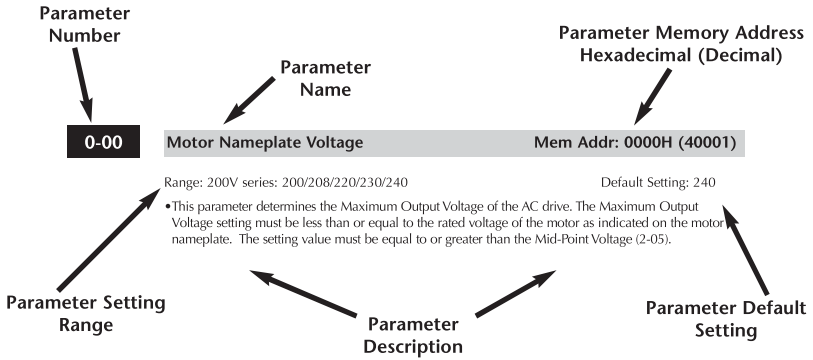 Parameter
Number
Parameter Memory Address
Hexadecimal (Decimal)
Parameter
Name
0-00
Motor Nameplate Voltage
Mem Addr: 0000H (40001)
Range: 200V series: 200/208/220/230/240
Default Setting: 240
•This parameter determines the Maximum Output Voltage of the AC drive. The Maximum Output
Voltage setting must be less than or equal to the rated voltage of the motor as indicated on the motor
nameplate. The setting value must be equal to or greater than the Mid-Point Voltage (2-05).
Parameter Setting
Range
Parameter
Description
Parameter Default
Setting